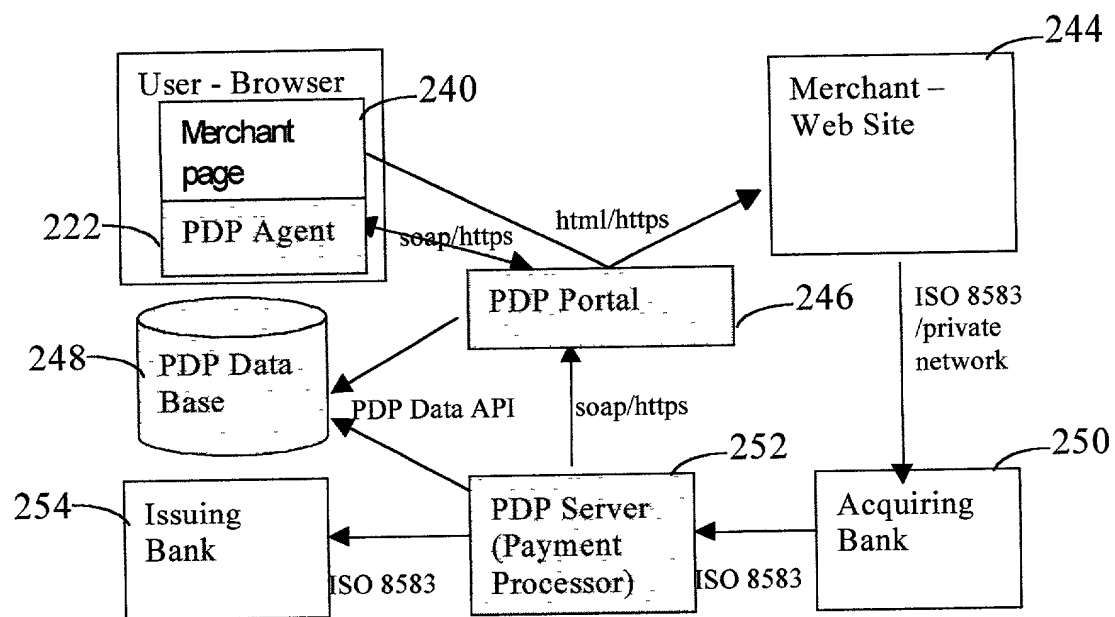 244
User - Browser
240
Merchant –
Web Site
Merchant
page
222
PDP Agent
soap/https
html/https
PDP Portal
246
ISO 8583
/private
network
248
PDP Data
Base
PDP Data API
soap/https
252
250
254
Issuing
Bank
PDP Server
(Payment
Processor)
Acquiring
Bank
ISO 8583
ISO 8583